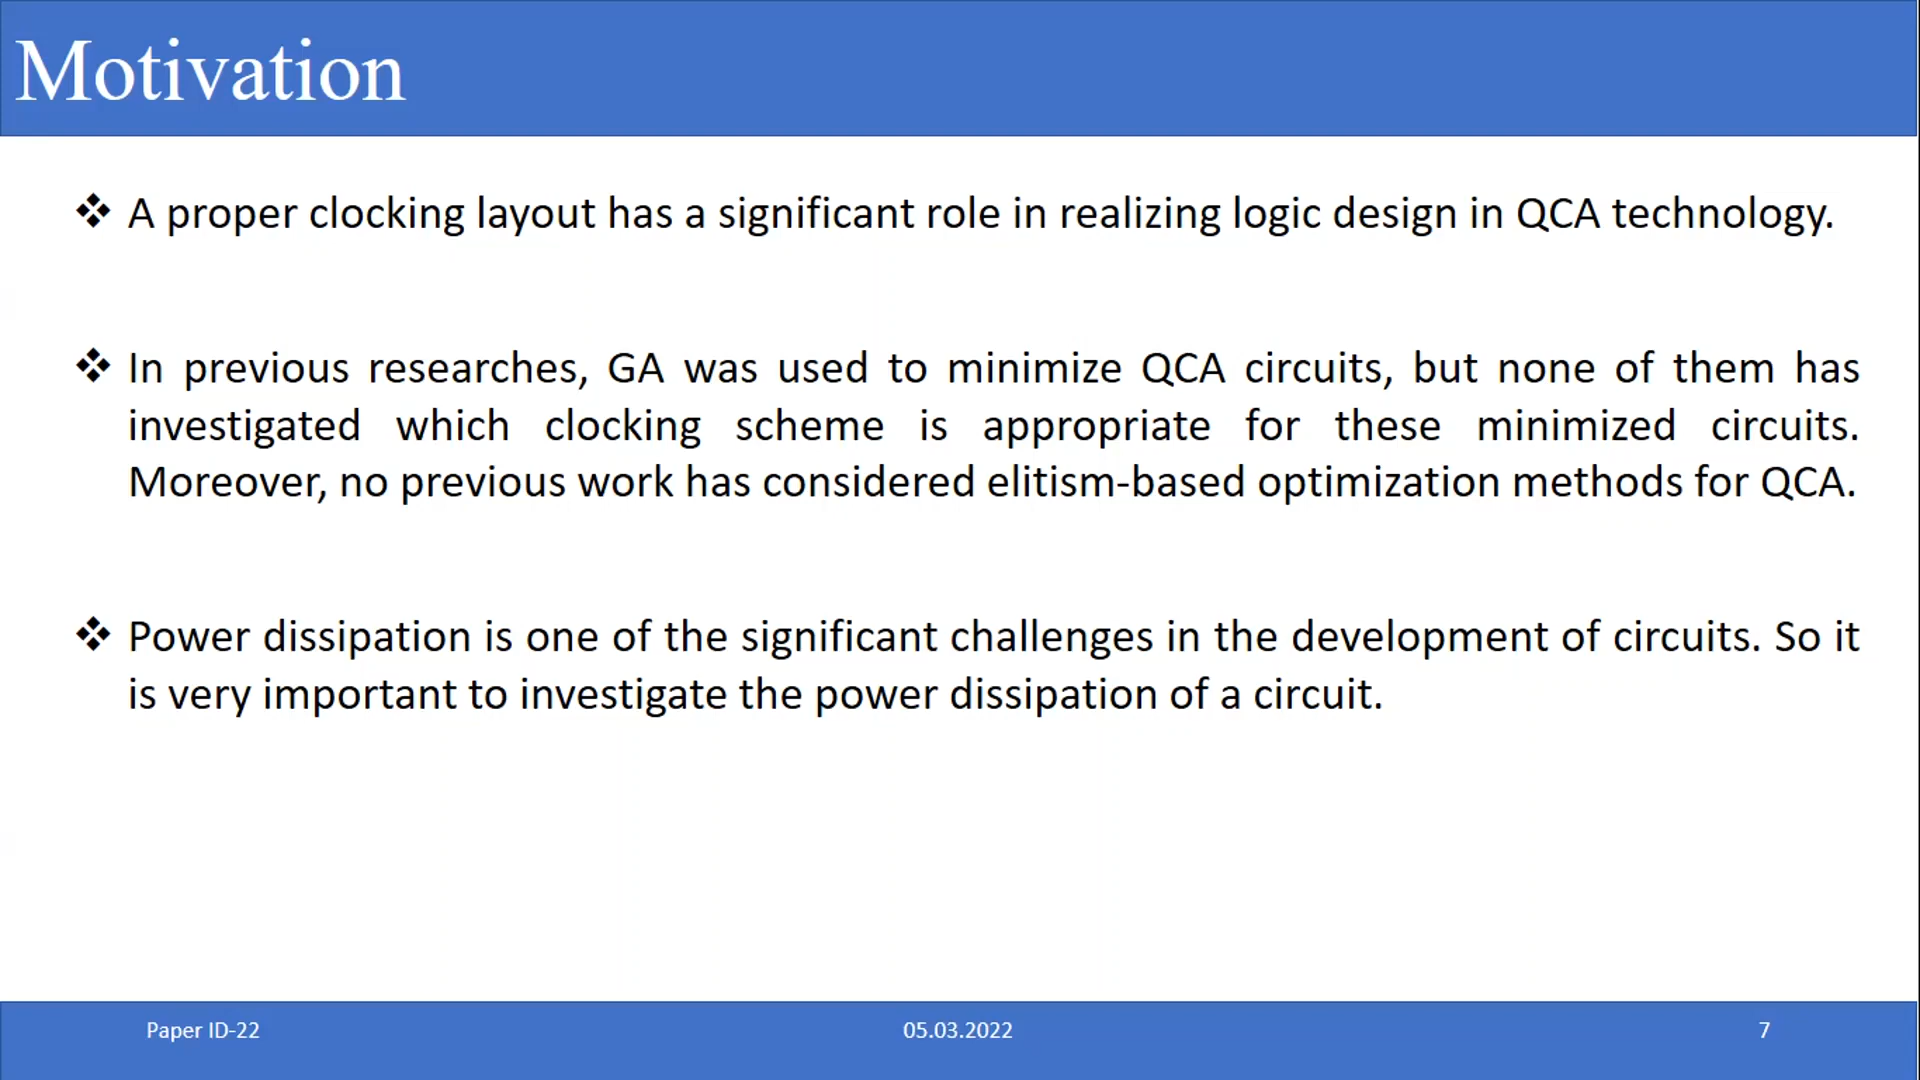 Motivation
❖ A proper clocking layout has a significant role in realizing logic design in QCA technology.
❖ In previous researches, GA was used to minimize QCA circuits, but none of them has
investigated which clocking scheme is appropriate for these minimized circuits.
Moreover, no previous work has considered elitism-based optimization methods for QCA.
❖ Power dissipation is one of the significant challenges in the development of circuits. So it
is very important to investigate the power dissipation of a circuit.
Paper ID-22
05.03.2022
7